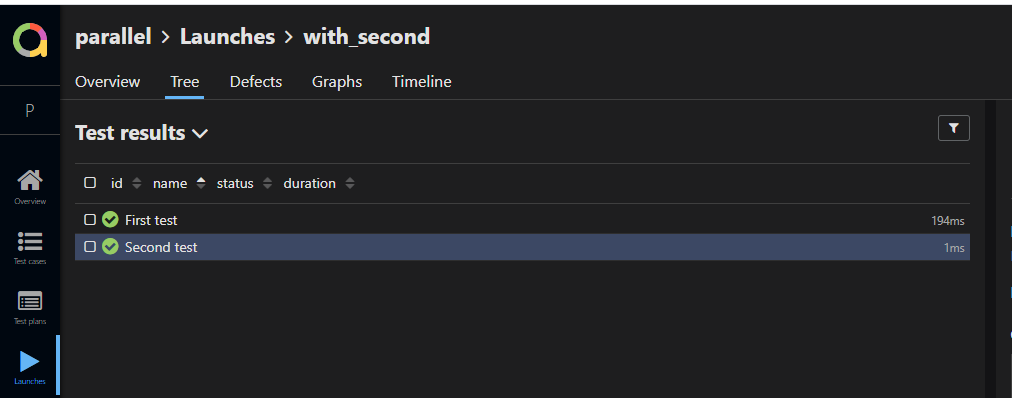 parallel > Launches > with_second
Overview Tree Defects Graphs Timeline
P
Test results
id name status duration
First test 194ms
Second test 1ms
Overview
Test cases
Test plans
Launches